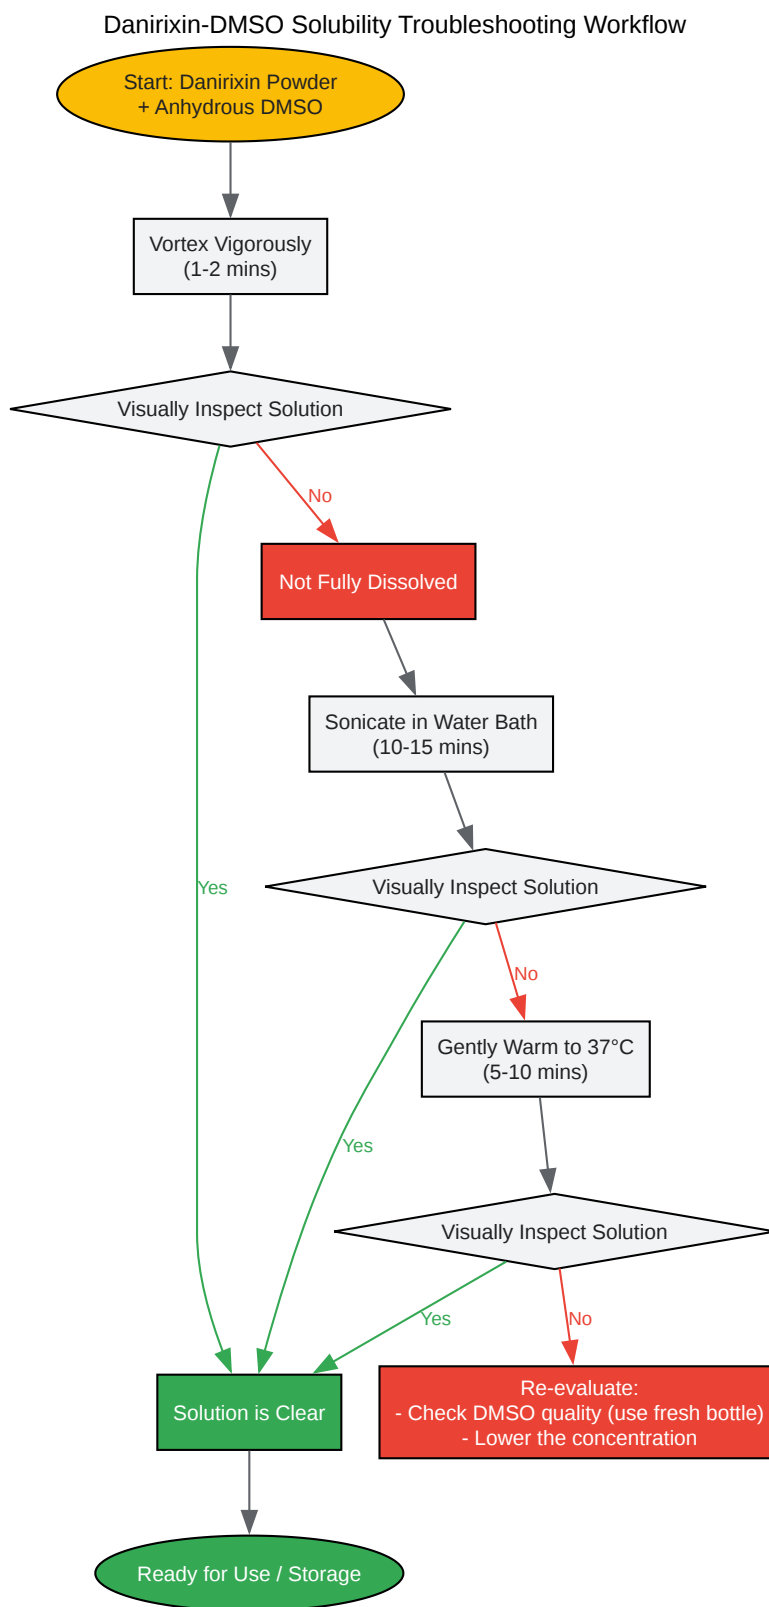 Danirixin-DMSO Solubility Troubleshooting Workflow
Start: Danirixin Powder
+ Anhydrous DMSO
Vortex Vigorously
(1-2 mins)
Visually Inspect Solution
No
Not Fully Dissolved
Sonicate in Water Bath
(10-15 mins)
Yes
Visually Inspect Solution
No
Gently Warm to 37°C
(5-10 mins)
Yes
Visually Inspect Solution
Yes
No
Solution is Clear
Re-evaluate:
- Check DMSO quality (use fresh bottle)
- Lower the concentration
Ready for Use / Storage